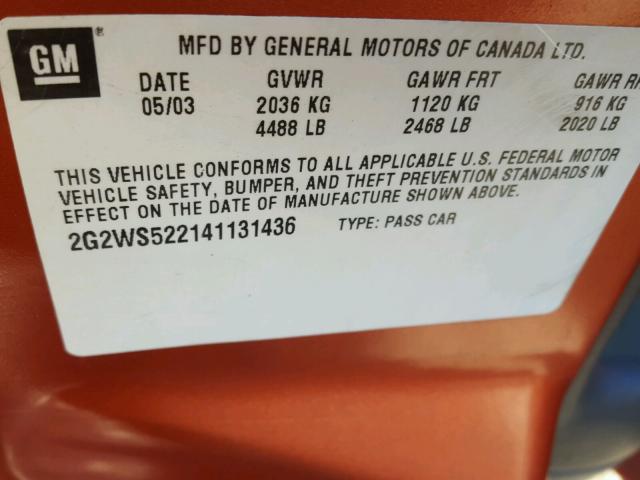 GM ®
MFD BY GENERAL MOTORS OF CANADA LTD.
DATE GVWR GAWR FRT GAWR
05/03 2036 KG 1120 KG 916 KG
4488 LB 2468 LB 2020 LB
THIS VEHICLE CONFORMS TO ALL APPLICABLE U.S. FEDERAL MOTOR
VEHICLE SAFETY, BUMPER, AND THEFT PREVENTION STANDARDS IN
EFFECT ON THE DATE OF MANUFACTURE SHOWN ABOVE.
2G2WS522141131436 TYPE: PASS CAR